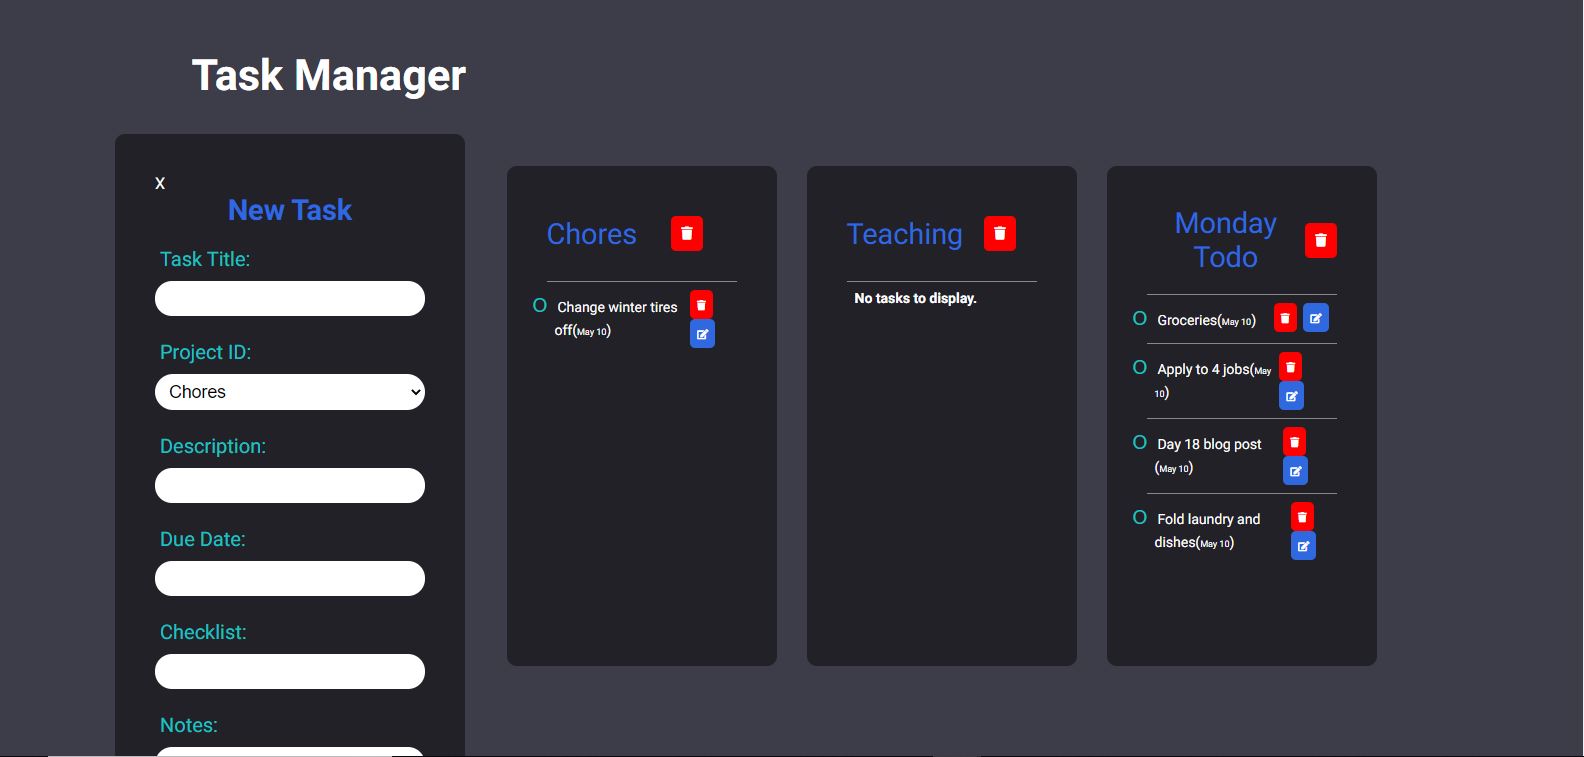 Task Manager
X
New Task
Task Title:
Project ID:
Chores
Description:
Due Date:
Checklist:
Notes:
Chores
O Change winter tires
off(May 10)
Teaching
No tasks to display.
Monday
Todo
O Groceries(May 10)
O Apply to 4 jobs(May
10)
O Day 18 blog post
(May 10)
O Fold laundry and
dishes(May 10)